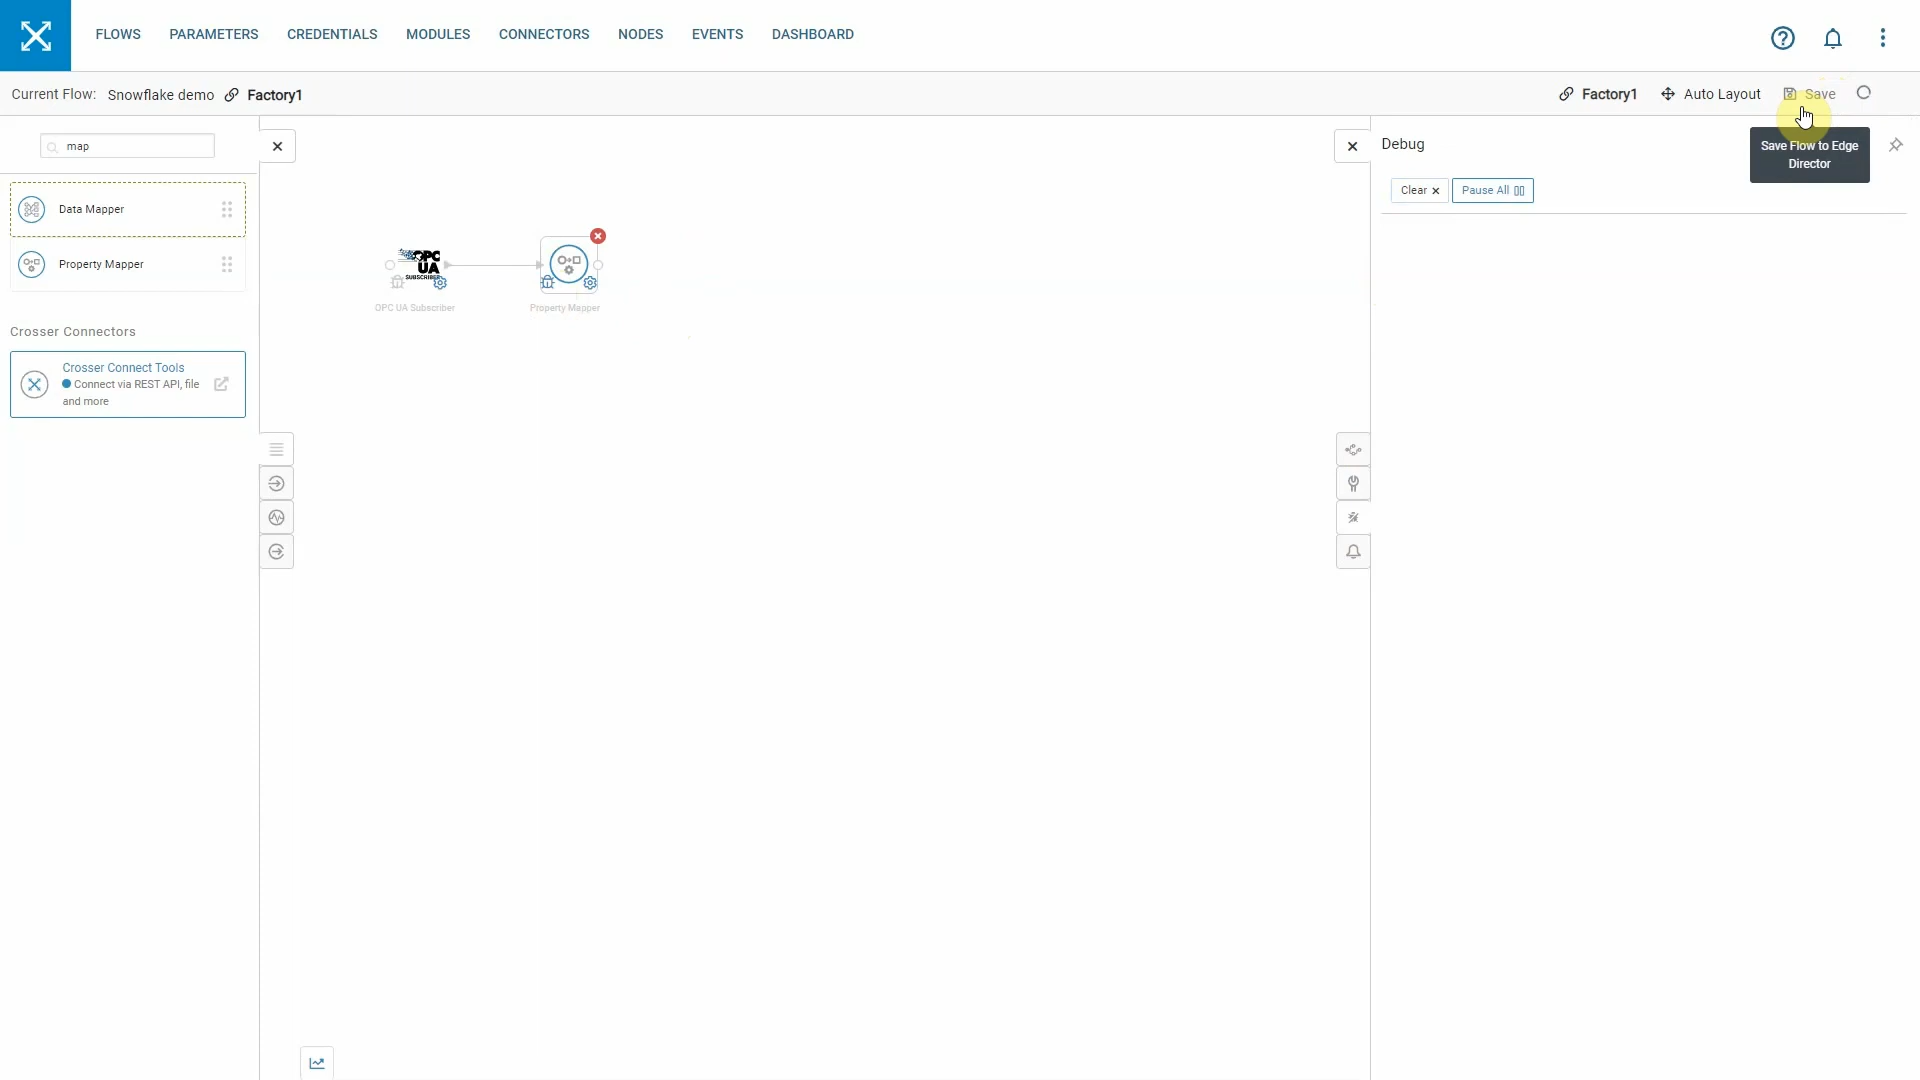 FLOWS PARAMETERS CREDENTIALS MODULES CONNECTORS NODES EVENTS DASHBOARD
Current Flow: Snowflake demo Factory1
Factory1 Auto Layout Save
map
Data Mapper
Property Mapper
Crosser Connectors
Crosser Connect Tools
Connect via REST API, file
and more
OPC
UA
SUBSCRIBER
OPC UA Subscriber
Property Mapper
Debug
Save Flow to Edge
Director
Clear
Pause All